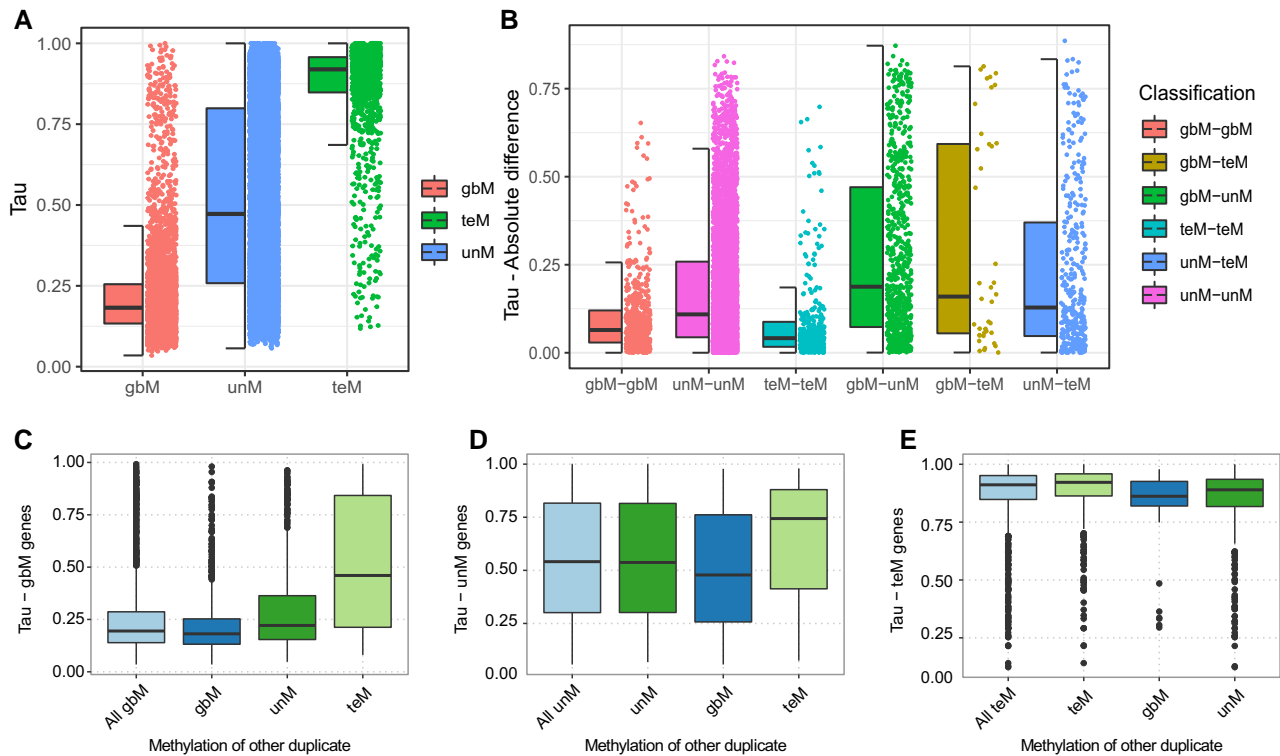 A
Tau
1.00
0.75
0.50
0.25
0.00
gbM
unM
teM
gbM
teM
unM
B
Tau - Absolute difference
0.75
0.50
0.25
0.00
gbM-gbM
unM-unM
teM-teM
gbM-unM
gbM-teM
unM-teM
Classification
gbM-gbM
gbM-teM
gbM-unM
teM-teM
unM-teM
unM-unM
C
Tau - gbM genes
1.00
0.75
0.50
0.25
0.00
All gbM
gbM
unM
teM
Methylation of other duplicate
D
Tau - unM genes
1.00
0.75
0.50
0.25
0.00
All unM
unM
gbM
teM
Methylation of other duplicate
E
Tau - teM genes
1.00
0.75
0.50
0.25
0.00
All teM
teM
gbM
unM
Methylation of other duplicate